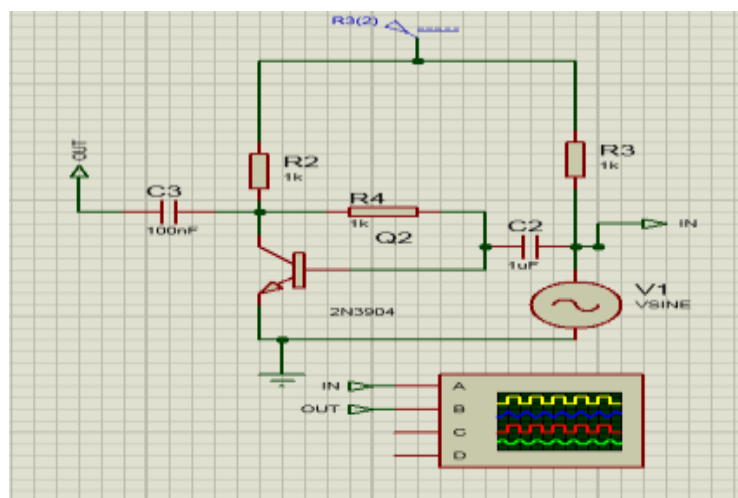 R3(2)
OUT
R2
1k
R3
1k
C3
100nF
R4
1k
Q2
C2
1uF
IN
V1
VSINE
2N3904
IN
OUT
A
B
C
D